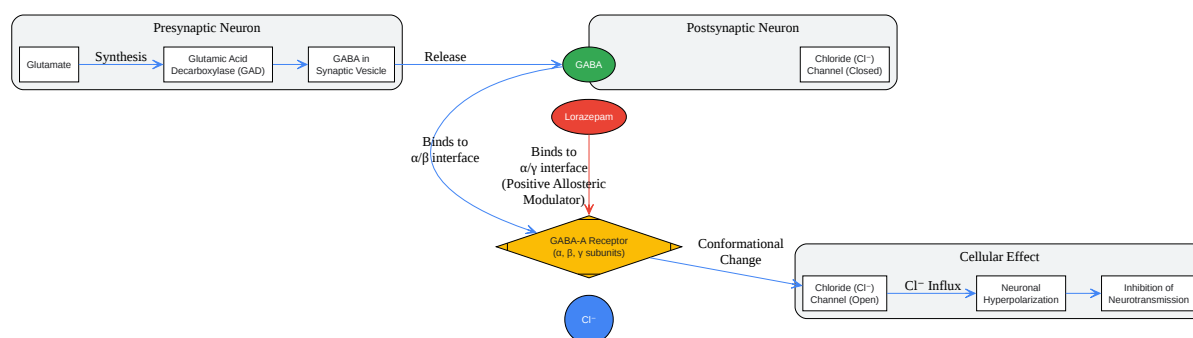 Presynaptic Neuron
Glutamate
Synthesis
Glutamic Acid
Decarboxylase (GAD)
GABA in
Synaptic Vesicle
Release
Postsynaptic Neuron
GABA
Chloride (Cl⁻)
Channel (Closed)
Lorazepam
Binds to
α/β interface
Binds to
α/γ interface
(Positive Allosteric
Modulator)
GABA-A Receptor
(α, β, γ subunits)
Conformational
Change
Cellular Effect
Chloride (Cl⁻)
Channel (Open)
Cl⁻ Influx
Neuronal
Hyperpolarization
Inhibition of
Neurotransmission
Cl⁻